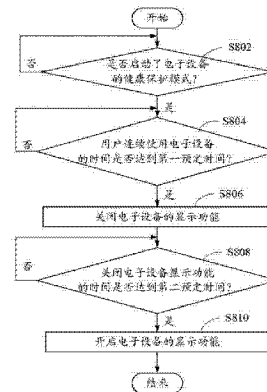 开始
S802
是否启动了电子设备
的健康保护模式?
否
是
S804
用户连续使用电子设备
的时间是否达到第一预定时间?
否
是
S806
关闭电子设备的显示功能
S808
否
关闭电子设备显示功能
的时间是否达到第二预定时间?
是
S810
开启电子设备的显示功能
结束